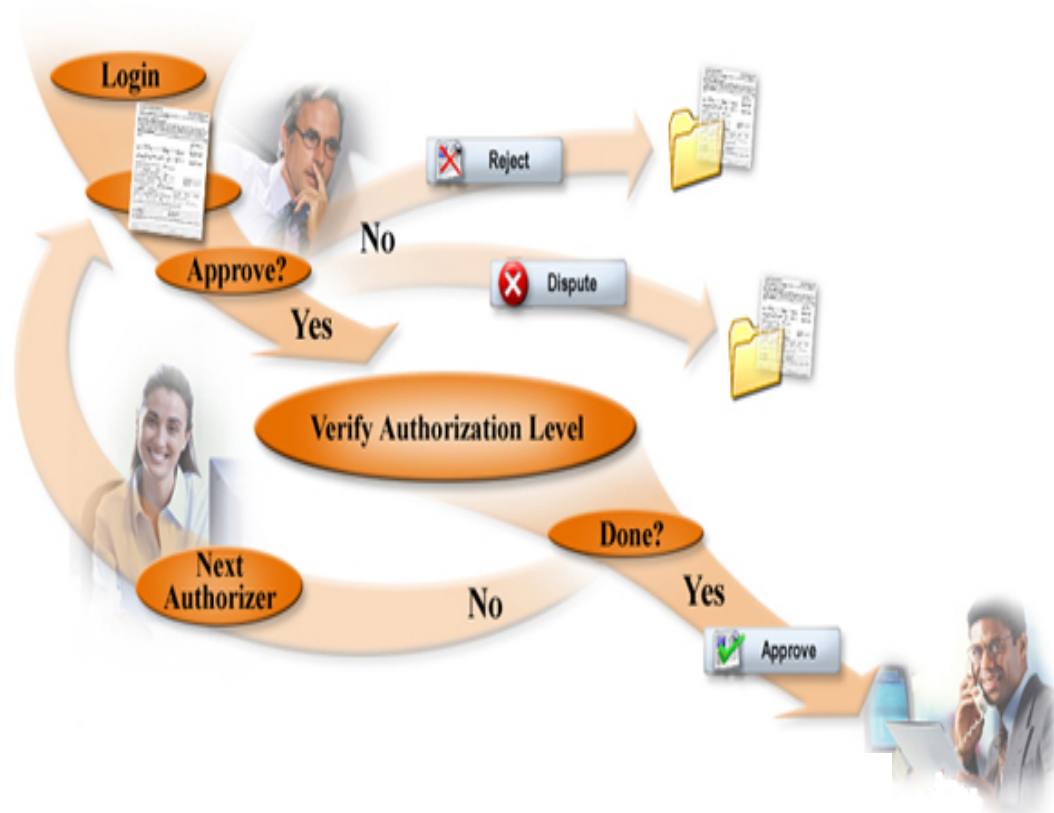 Login
Reject
No
Approve?
Dispute
Yes
Verify Authorization Level
Done?
Next
Authorizer
No
Yes
Approve